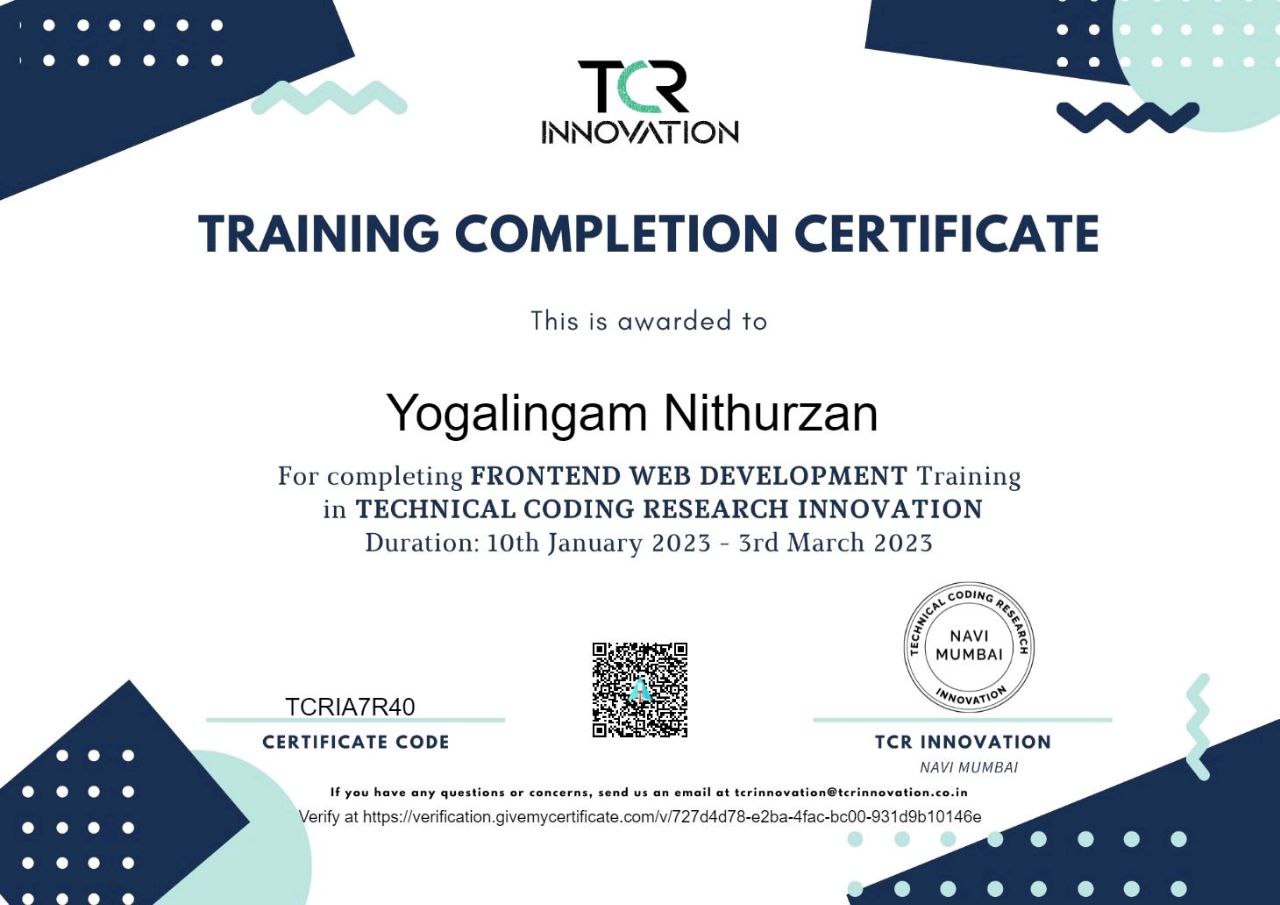 TCR
INNOVATION
TRAINING COMPLETION CERTIFICATE
This is awarded to
Yogalingam Nithurzan
For completing FRONTEND WEB DEVELOPMENT Training
in TECHNICAL CODING RESEARCH INNOVATION
Duration: 10th January 2023 - 3rd March 2023
TECHNICAL CODING RESEARCH
NAVI
MUMBAI
INNOVATION
TCRIA7R40
CERTIFICATE CODE
TCR INNOVATION
NAVI MUMBAI
If you have any questions or concerns, send us an email at tcrinnovation@tcrinnovation.co.in
Verify at https://verification.givemycertificate.com/v/727d4d78-e2ba-4fac-bc00-931d9b10146e